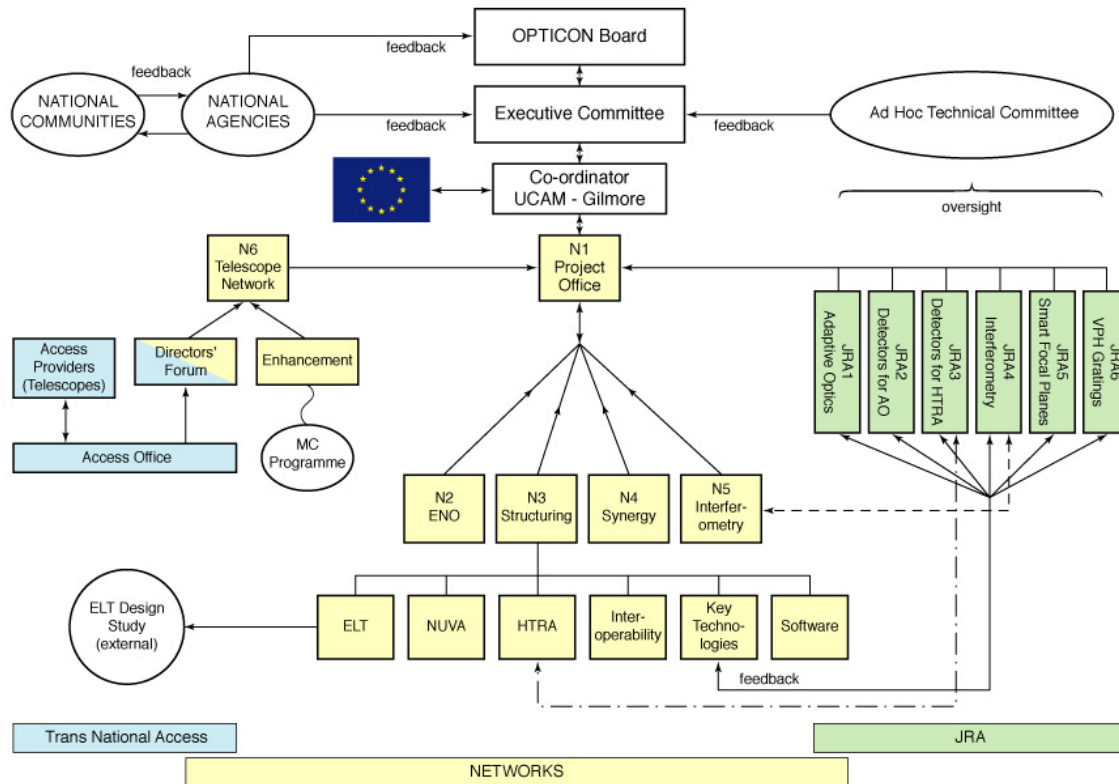 OPTICON Board
feedback
feedback
NATIONAL
COMMUNITIES
NATIONAL
AGENCIES
feedback
Executive Committee
feedback
Ad Hoc Technical Committee
Co-ordinator
UCAM - Gilmore
oversight
N6
Telescope
Network
N1
Project
Office
JRA1
Adaptive Optics
JRA2
Detectors for AO
JRA3
Detectors for HTRA
JRA4
Interferometry
JRA5
Smart Focal Planes
JRA6
VPH Gratings
Access
Providers
(Telescopes)
Directors'
Forum
Enhancement
Access Office
MC
Programme
N2
ENO
N3
Structuring
N4
Synergy
N5
Interfer-
ometry
ELT Design
Study
(external)
ELT
NUVA
HTRA
Inter-
operability
Key
Techno-
logies
Software
feedback
Trans National Access
JRA
NETWORKS